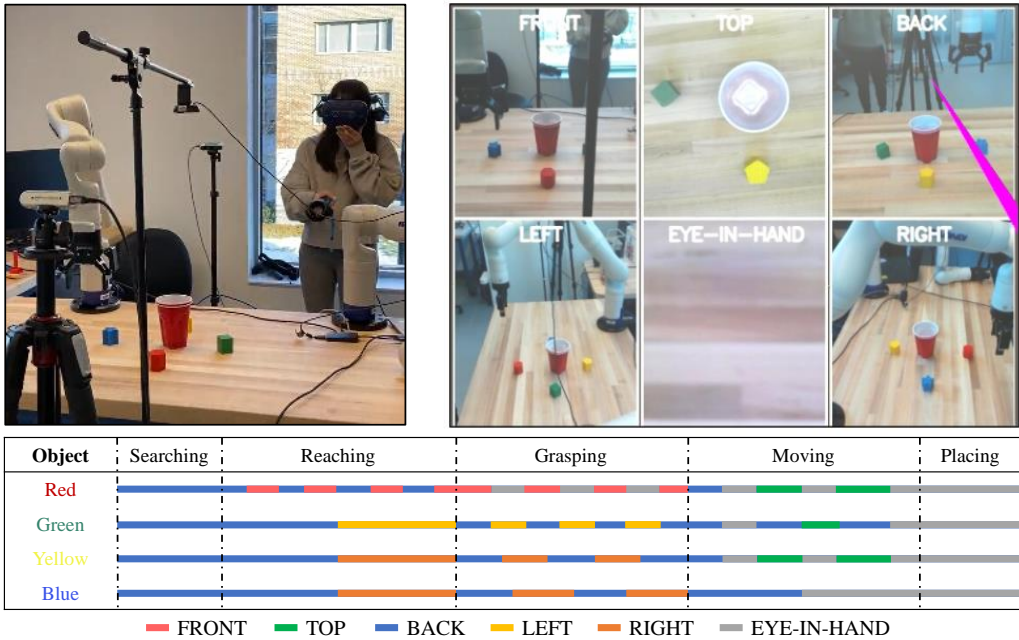 FRONT TOP BACK
LEFT EYE-IN-HAND RIGHT
Object Searching Reaching Grasping Moving Placing
Red
Green
Yellow
Blue
FRONT TOP BACK LEFT RIGHT EYE-IN-HAND